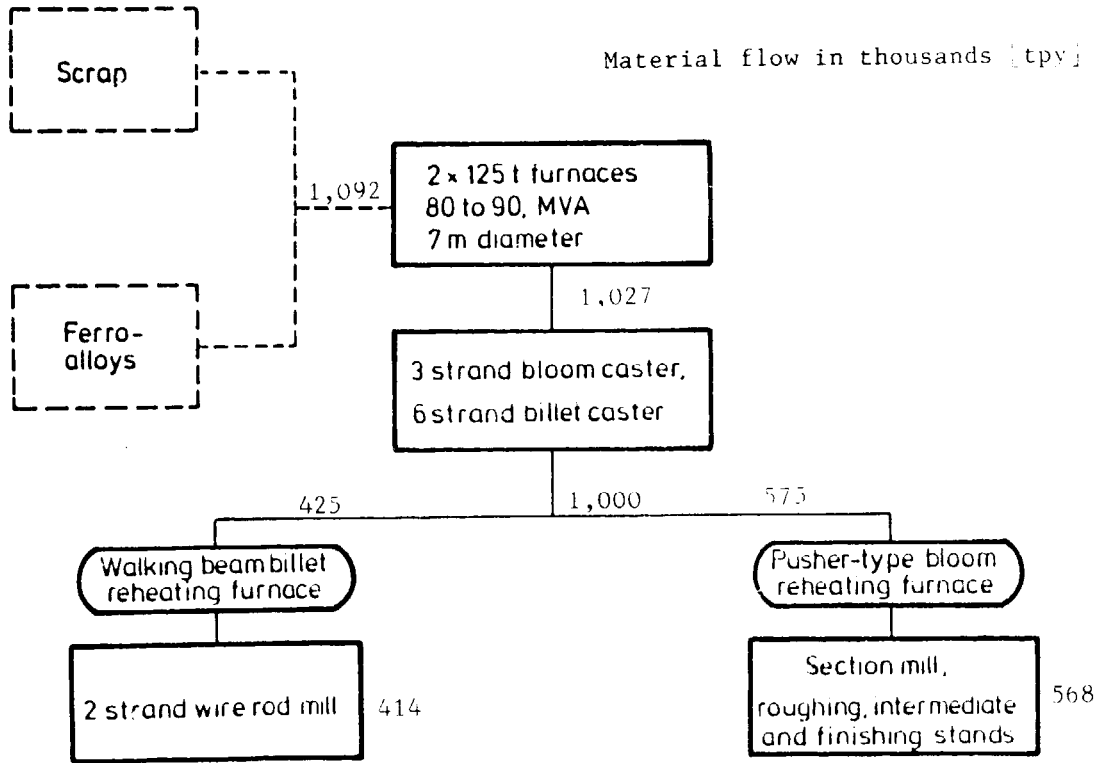 Material flow in thousands [tpy]
Scrap
1,092
2 × 125 t furnaces
80 to 90, MVA
7 m diameter
1,027
Ferro-
alloys
3 strand bloom caster,
6 strand billet caster
425
1,000
575
Walking beam billet
reheating furnace
Pusher-type bloom
reheating furnace
2 strand wire rod mill
414
Section mill,
roughing, intermediate
and finishing stands
568